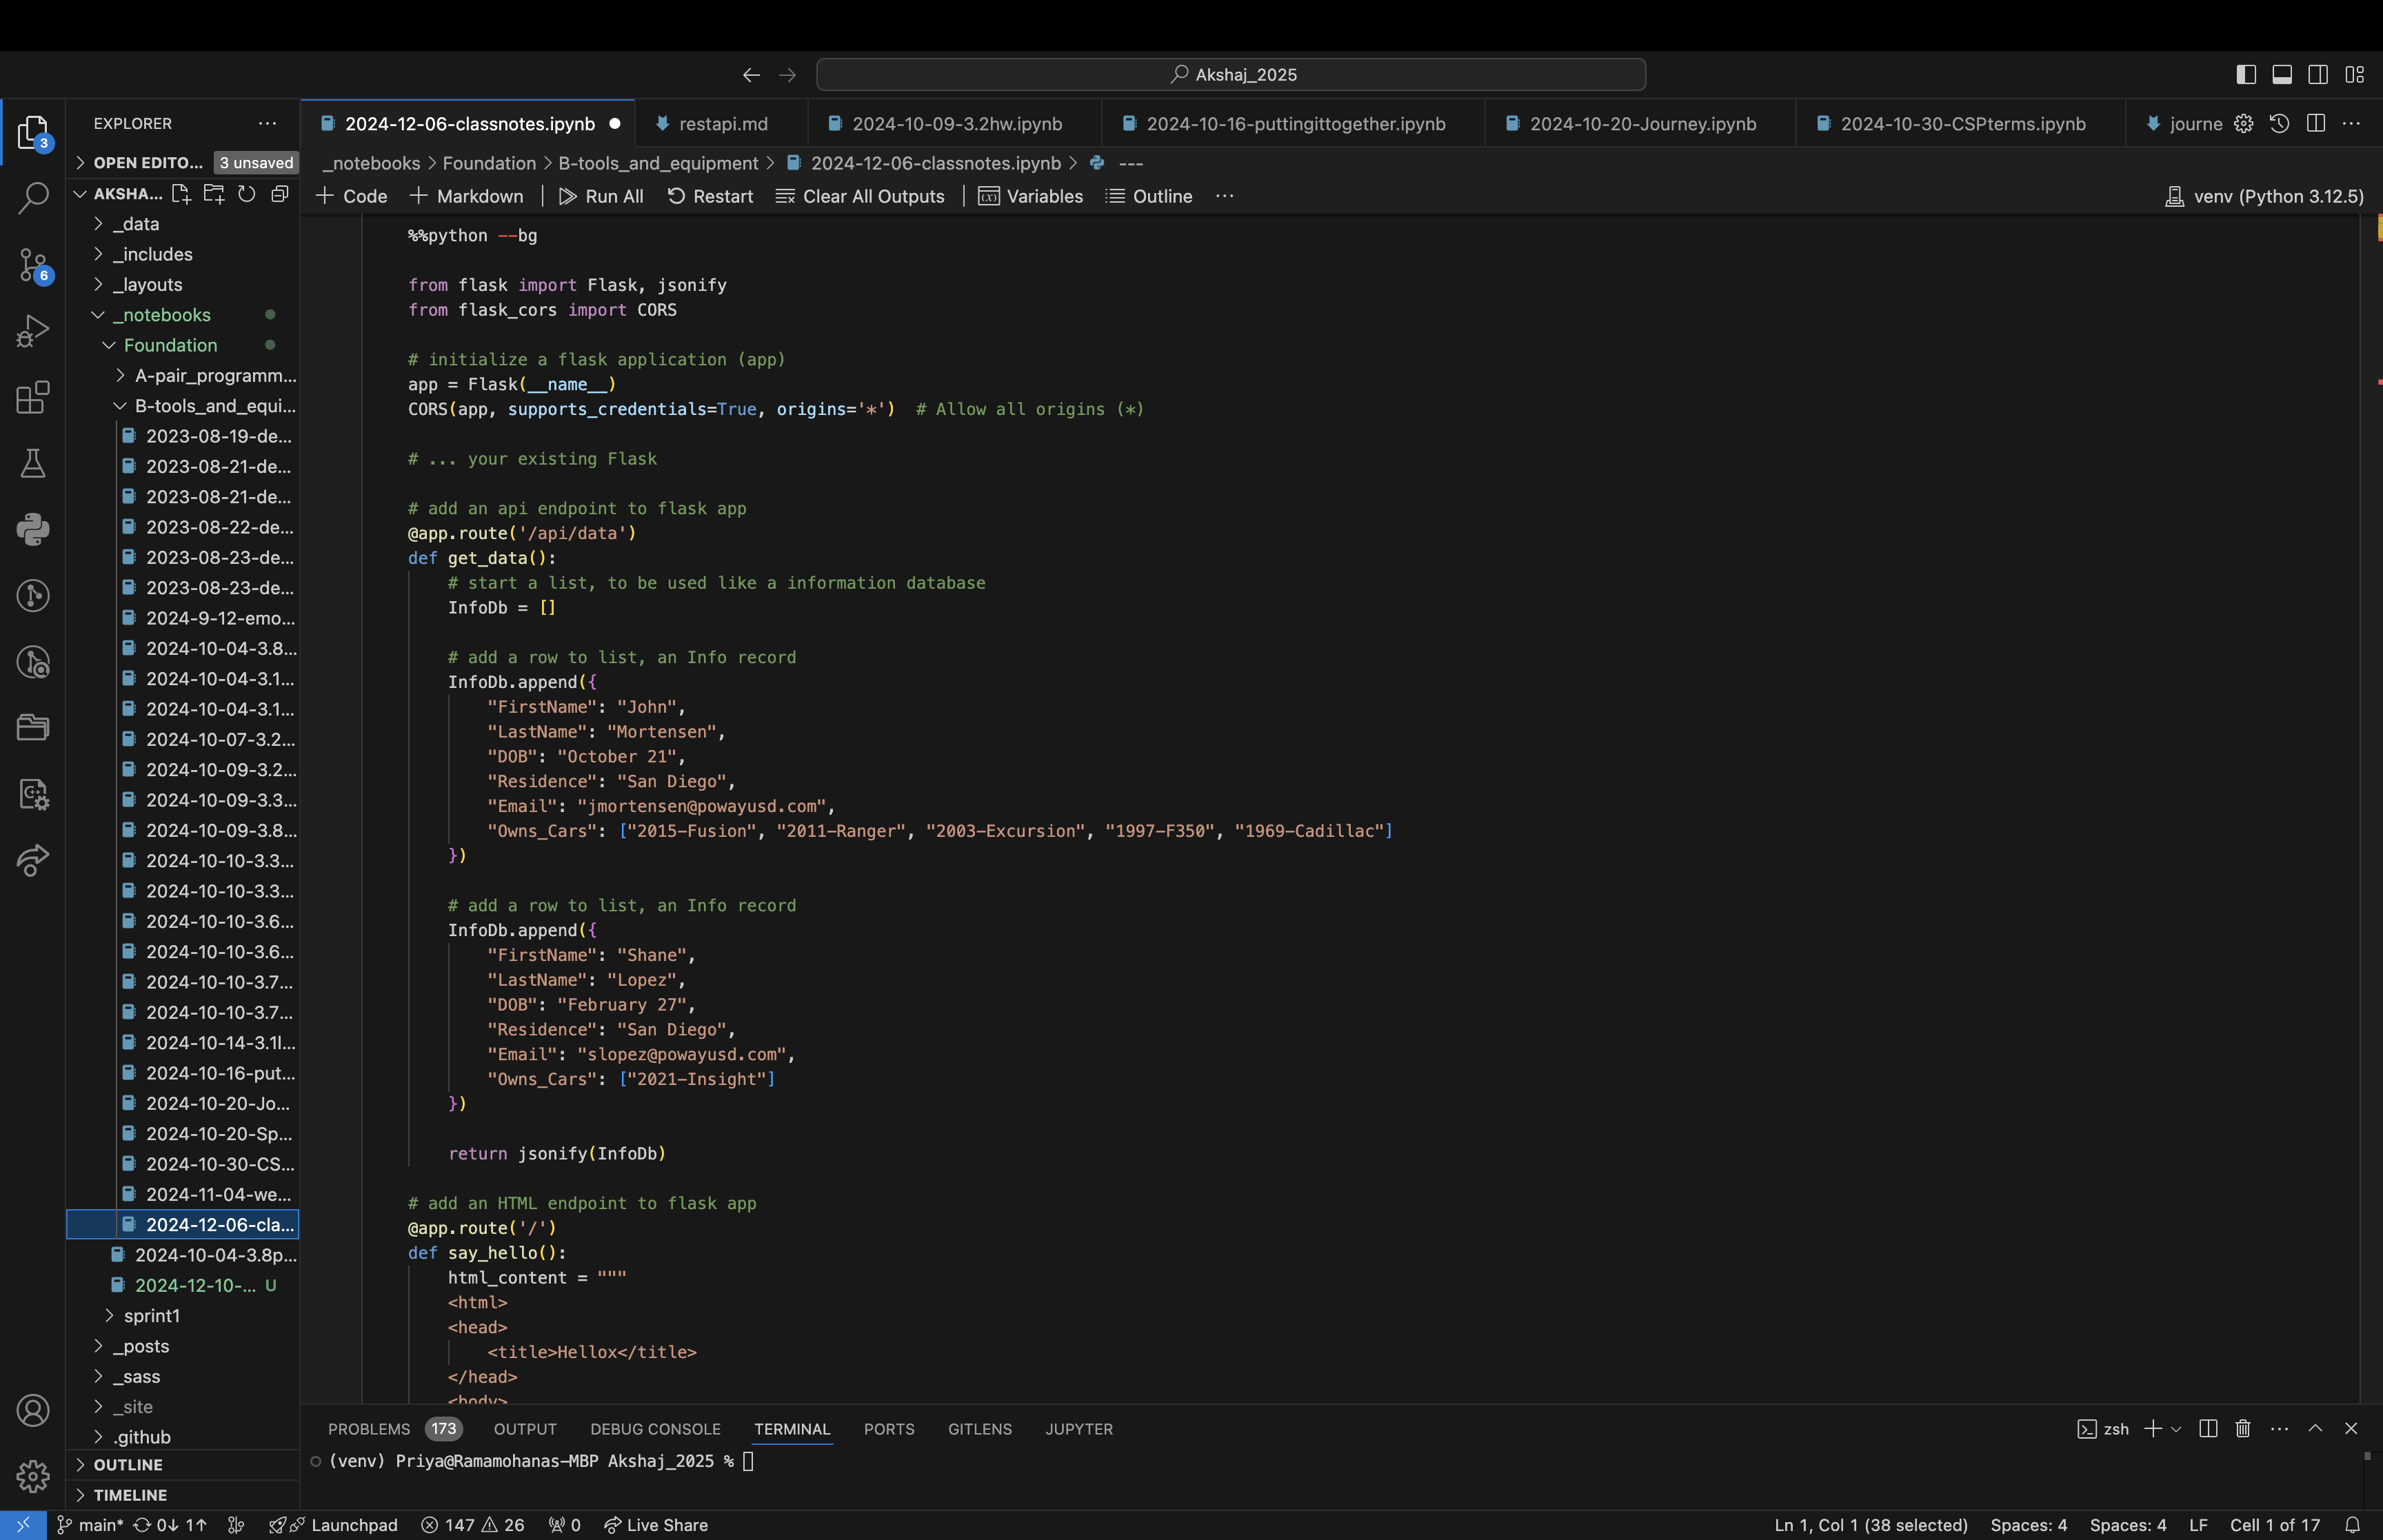 Akshaj_2025
EXPLORER
2024-12-06-classnotes.ipynb
restapi.md
2024-10-09-3.2hw.ipynb
2024-10-16-puttingittogether.ipynb
2024-10-20-Journey.ipynb
2024-10-30-CSPterms.ipynb
journe
3
OPEN EDITO... 3 unsaved
_notebooks > Foundation > B-tools_and_equipment > 2024-12-06-classnotes.ipynb > ---
AKSHA...
+ Code + Markdown Run All Restart Clear All Outputs Variables Outline ...
venv (Python 3.12.5)
_data
_includes
_layouts
_notebooks
Foundation
A-pair_programm...
B-tools_and_equi...
2023-08-19-de...
2023-08-21-de...
2023-08-21-de...
2023-08-22-de...
2023-08-23-de...
2023-08-23-de...
2024-9-12-emo...
2024-10-04-3.8...
2024-10-04-3.1...
2024-10-04-3.1...
2024-10-07-3.2...
2024-10-09-3.2...
2024-10-09-3.3...
2024-10-09-3.8...
2024-10-10-3.3...
2024-10-10-3.3...
2024-10-10-3.6...
2024-10-10-3.6...
2024-10-10-3.7...
2024-10-10-3.7...
2024-10-14-3.1l...
2024-10-16-put...
2024-10-20-Jo...
2024-10-20-Sp...
2024-10-30-CS...
2024-11-04-we...
2024-12-06-cla...
2024-10-04-3.8p...
2024-12-10-... U
sprint1
_posts
_sass
_site
.github
OUTLINE
TIMELINE
6
%%python --bg
from flask import Flask, jsonify
from flask_cors import CORS
# initialize a flask application (app)
app = Flask(__name__)
CORS(app, supports_credentials=True, origins='*')  # Allow all origins (*)
# ... your existing Flask
# add an api endpoint to flask app
@app.route('/api/data')
def get_data():
    # start a list, to be used like a information database
    InfoDb = []
    # add a row to list, an Info record
    InfoDb.append({
        "FirstName": "John",
        "LastName": "Mortensen",
        "DOB": "October 21",
        "Residence": "San Diego",
        "Email": "jmortensen@powayusd.com",
        "Owns_Cars": ["2015-Fusion", "2011-Ranger", "2003-Excursion", "1997-F350", "1969-Cadillac"]
    })
    # add a row to list, an Info record
    InfoDb.append({
        "FirstName": "Shane",
        "LastName": "Lopez",
        "DOB": "February 27",
        "Residence": "San Diego",
        "Email": "slopez@powayusd.com",
        "Owns_Cars": ["2021-Insight"]
    })
    return jsonify(InfoDb)
# add an HTML endpoint to flask app
@app.route('/')
def say_hello():
    html_content = """
    <html>
    <head>
        <title>Hellox</title>
    </head>
    <body>
PROBLEMS 173 OUTPUT DEBUG CONSOLE TERMINAL PORTS GITLENS JUPYTER
zsh
(venv) Priya@Ramamohanas-MBP Akshaj_2025 %
main* 0↓ 1↑ Launchpad 147 26 0 Live Share
Ln 1, Col 1 (38 selected) Spaces: 4 Spaces: 4 LF Cell 1 of 17